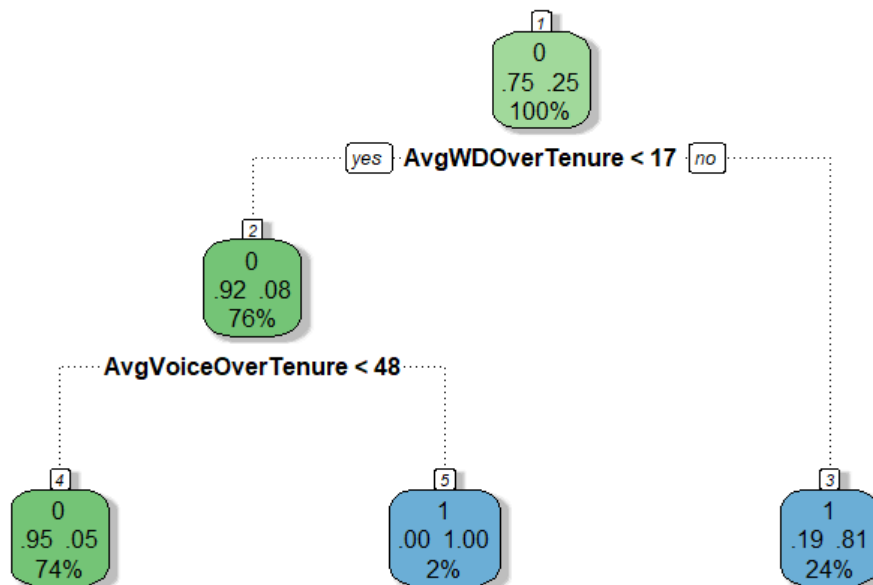 1
0
.75 .25
100%
yes AvgWDOverTenure < 17 no
2
0
.92 .08
76%
AvgVoiceOverTenure < 48
4 5 3
0 1 1
.95 .05 .00 1.00 .19 .81
74% 2% 24%